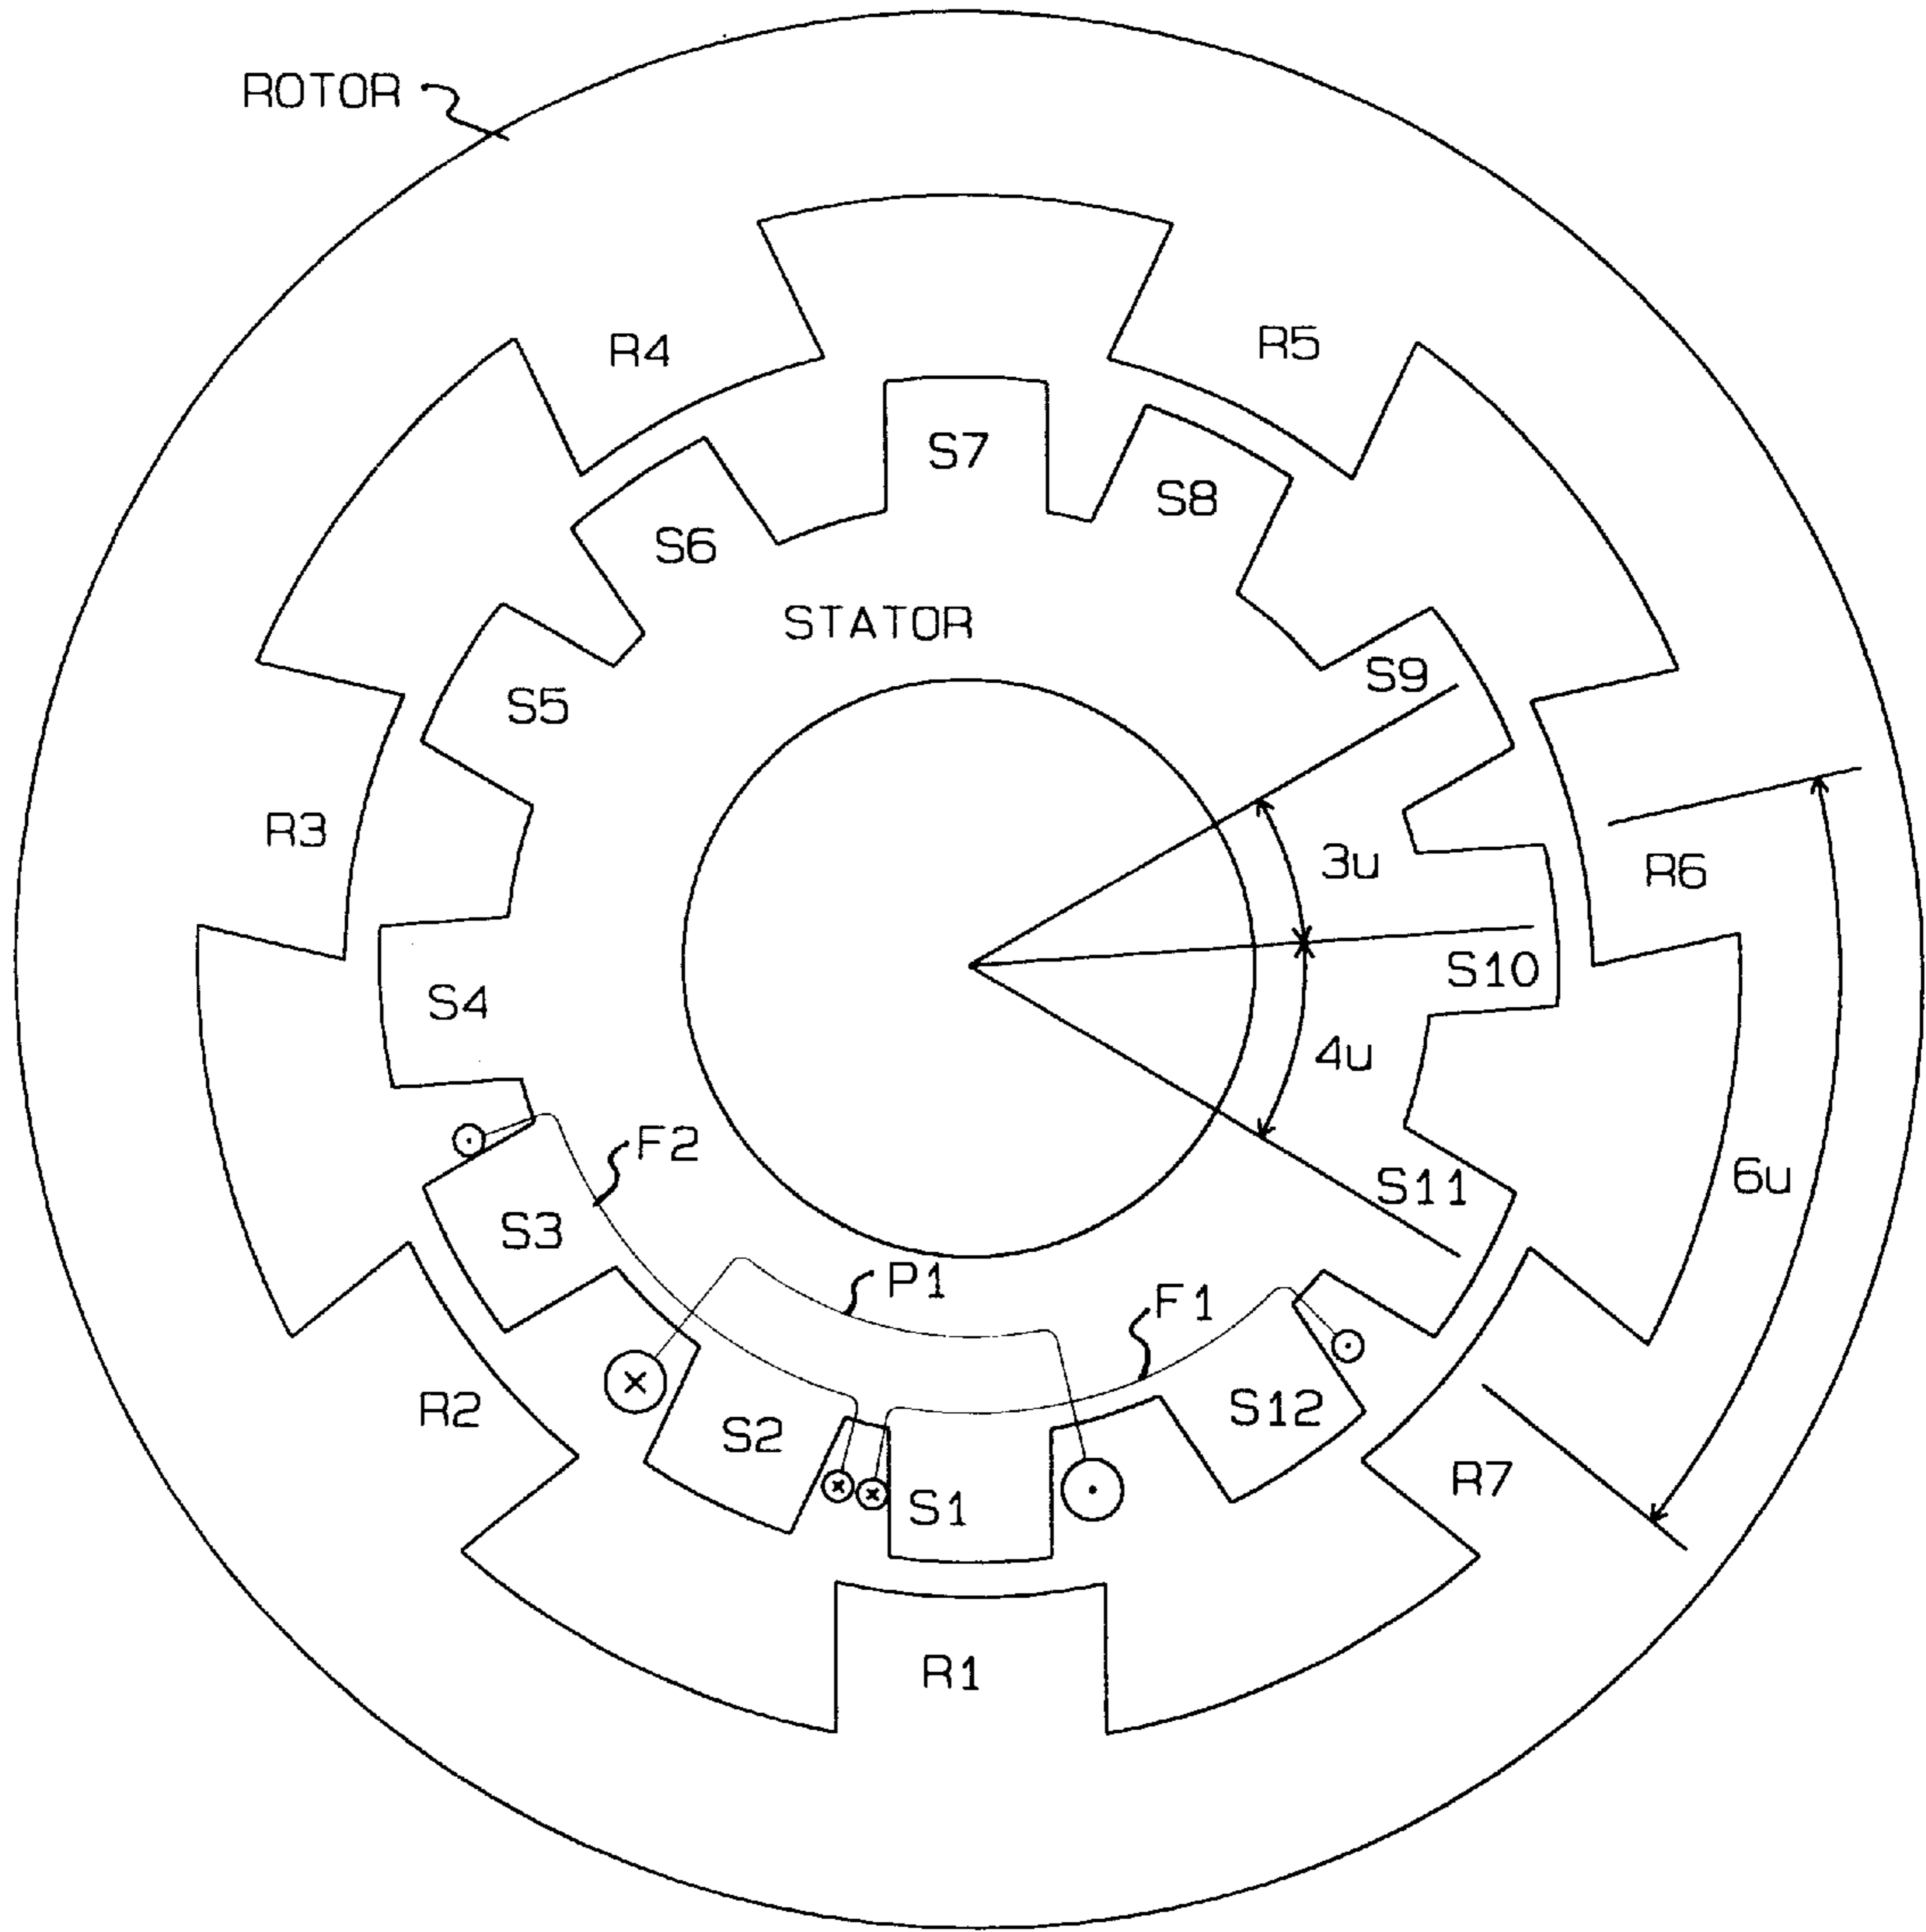 ROTOR
R4
R5
S7
S8
S6
STATOR
S9
S5
R3
3u
R6
S10
S4
4u
F2
6u
S11
S3
P1
F1
R2
S2
S12
R7
S1
R1